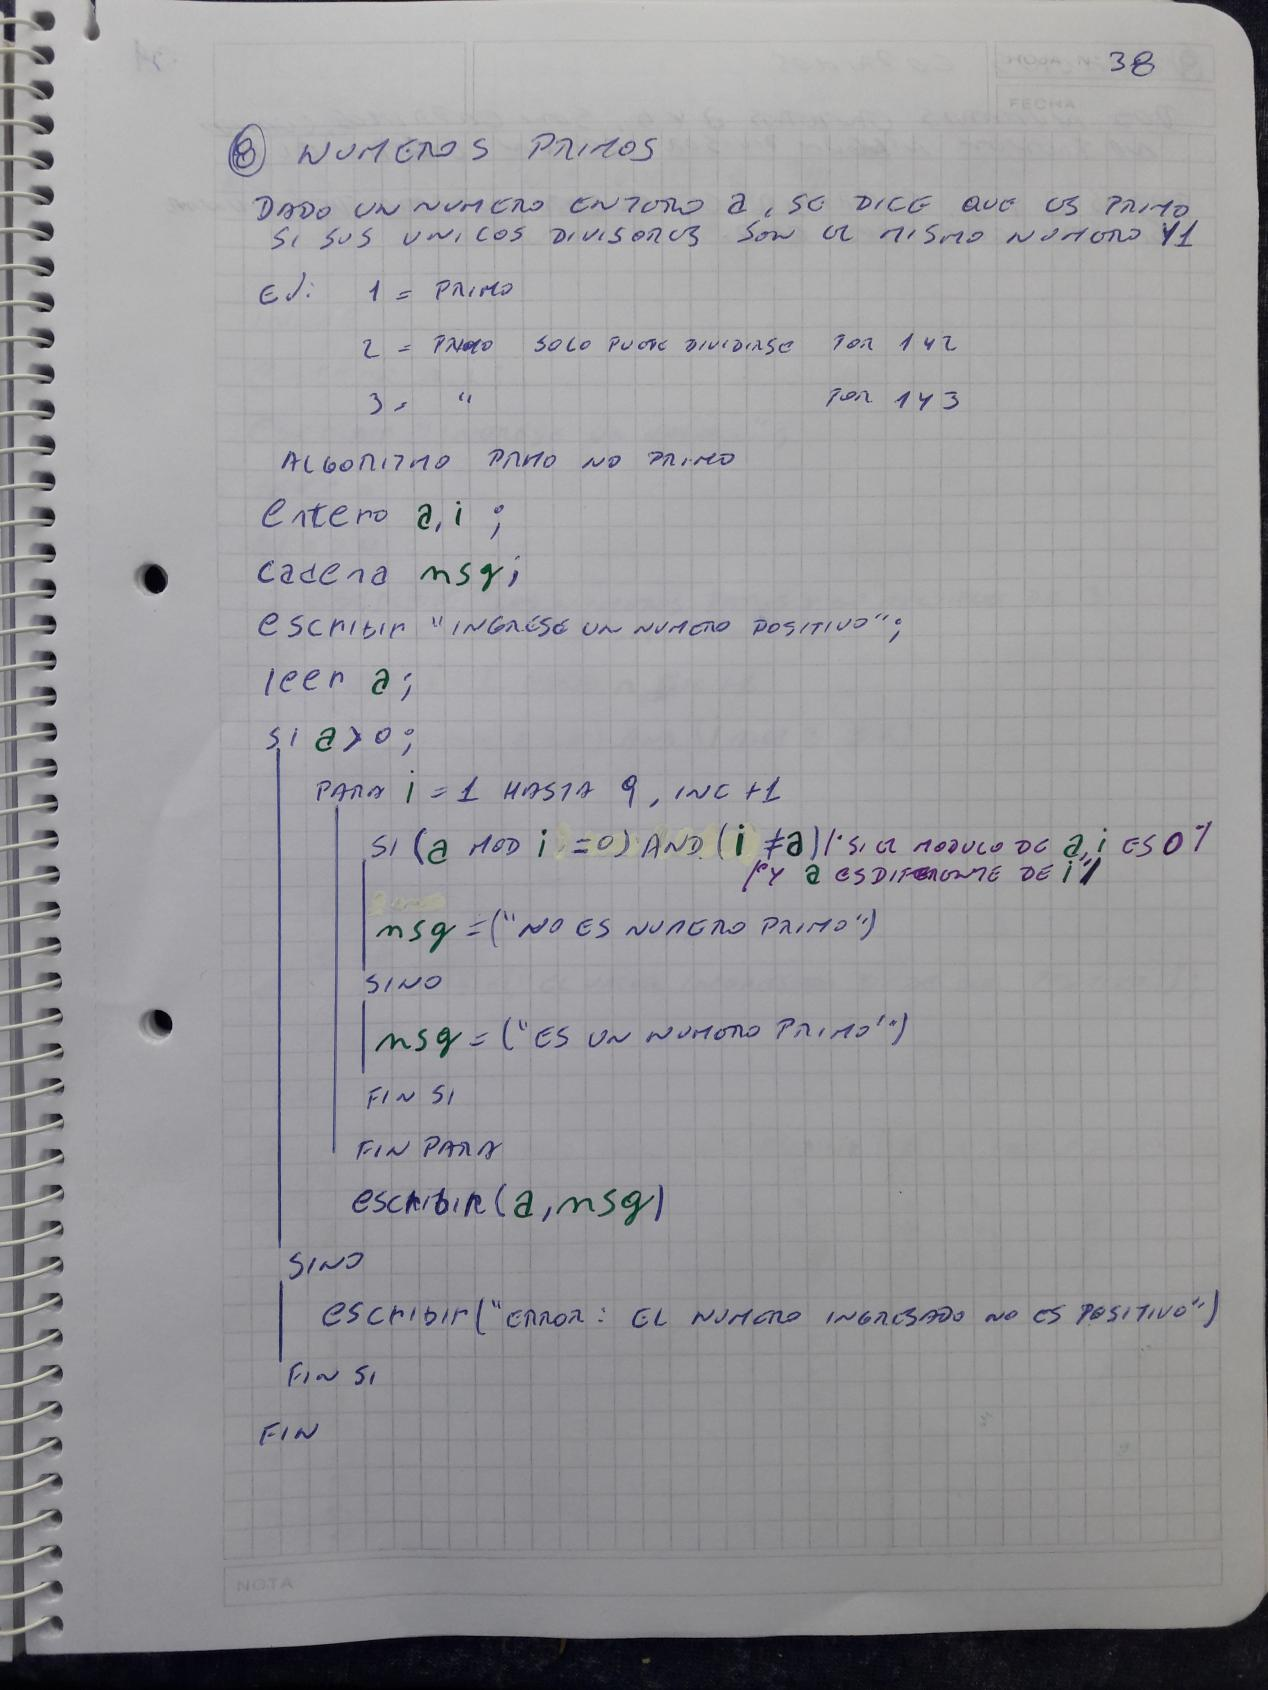 38
FECHA
8 NUMEROS PRIMOS
DADO UN NUMERO ENTERO a, SE DICE QUE ES PRIMO
SI SUS UNICOS DIVISORES SON EL MISMO NUMERO Y 1
EJ: 1 = PRIMO
2 = PRIMO SOLO PUEDE DIVIDIRSE POR 1 Y 2
3 = " POR 1 Y 3
ALGORITMO PRIMO NO PRIMO
entero a, i ;
cadena msg;
escribir "INGRESE UN NUMERO POSITIVO";
leer a;
SI a > 0;
PARA i = 1 HASTA 9, INC +1
SI (a MOD i =0) AND (i ≠ a) /* SI EL MODULO DE a, i ES 0 */
/* Y a ES DIFERENTE DE i */
msg = ("NO ES NUMERO PRIMO")
SINO
msg = ("ES UN NUMERO PRIMO")
FIN SI
FIN PARA
escribir (a, msg)
SINO
escribir ("ERROR: EL NUMERO INGRESADO NO ES POSITIVO")
FIN SI
FIN
NOTA